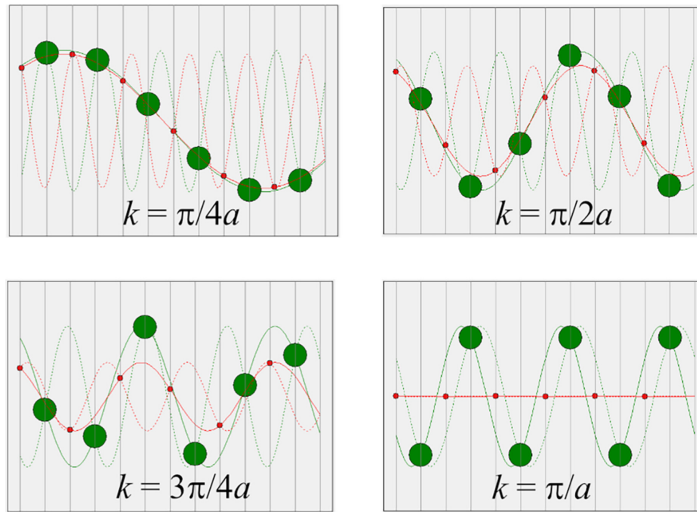 k = π/4a
k = π/2a
k = 3π/4a
k = π/a